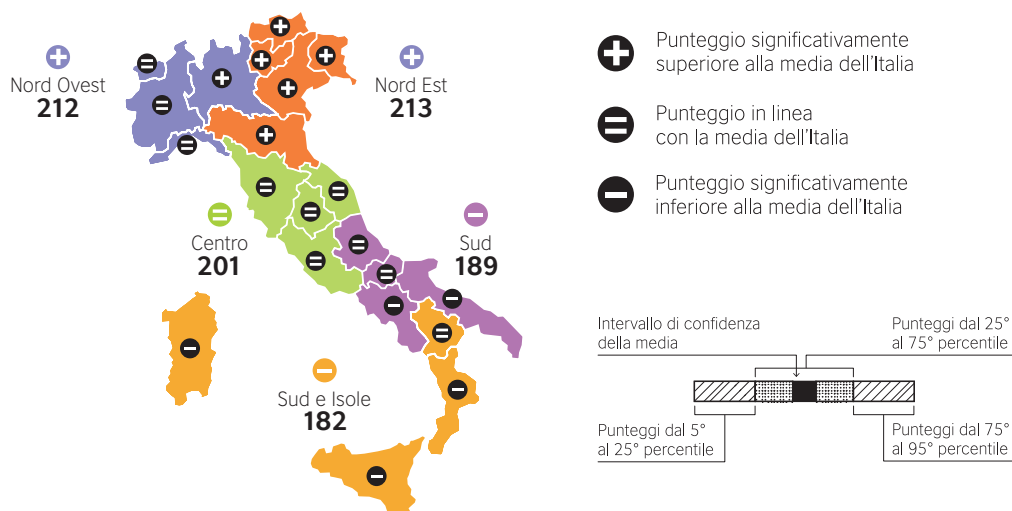 Nord Ovest
212
Nord Est
213
Centro
201
Sud
189
Sud e Isole
182
Punteggio significativamente
superiore alla media dell'Italia
Punteggio in linea
con la media dell'Italia
Punteggio significativamente
inferiore alla media dell'Italia
Intervallo di confidenza
della media
Punteggi dal 25°
al 75° percentile
Punteggi dal 5°
al 25° percentile
Punteggi dal 75°
al 95° percentile